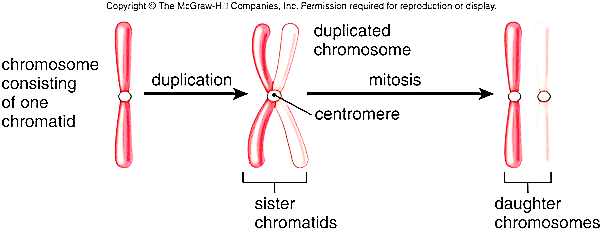 Copyright © The McGraw-Hill Companies, Inc. Permission required for reproduction or display.
chromosome
consisting
of one
chromatid
duplication
duplicated
chromosome
mitosis
centromere
sister
chromatids
daughter
chromosomes